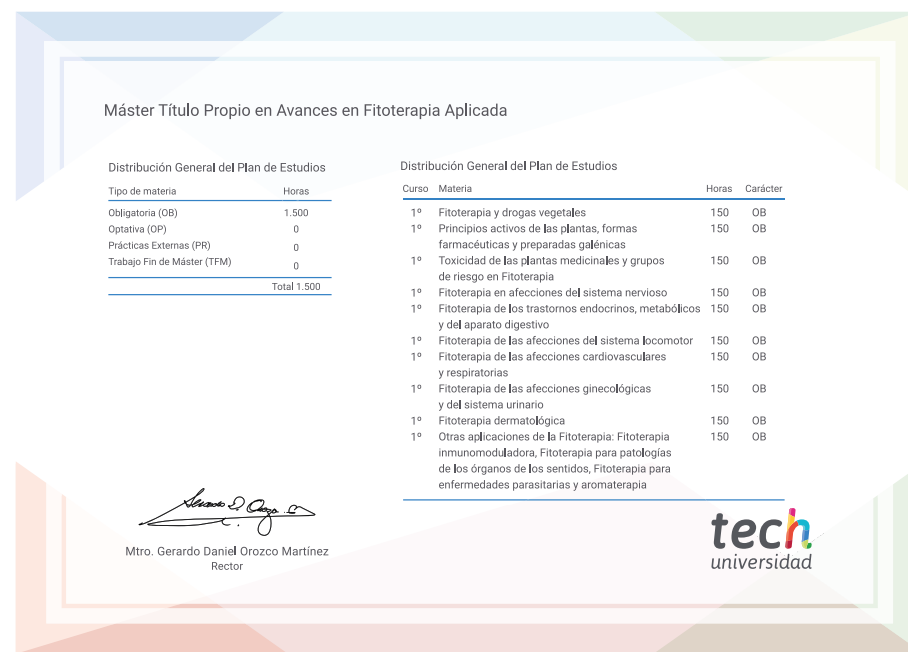 Máster Título Propio en Avances en Fitoterapia Aplicada
Distribución General del Plan de Estudios
Tipo de materia Horas
Obligatoria (OB) 1.500
Optativa (OP) 0
Prácticas Externas (PR) 0
Trabajo Fin de Máster (TFM) 0
Total 1.500
Distribución General del Plan de Estudios
Curso Materia Horas Carácter
1º Fitoterapia y drogas vegetales 150 OB
1º Principios activos de las plantas, formas 150 OB
farmacéuticas y preparadas galénicas
1º Toxicidad de las plantas medicinales y grupos 150 OB
de riesgo en Fitoterapia
1º Fitoterapia en afecciones del sistema nervioso 150 OB
1º Fitoterapia de los trastornos endocrinos, metabólicos 150 OB
y del aparato digestivo
1º Fitoterapia de las afecciones del sistema locomotor 150 OB
1º Fitoterapia de las afecciones cardiovasculares 150 OB
y respiratorias
1º Fitoterapia de las afecciones ginecológicas 150 OB
y del sistema urinario
1º Fitoterapia dermatológica 150 OB
1º Otras aplicaciones de la Fitoterapia: Fitoterapia 150 OB
inmunomoduladora, Fitoterapia para patologías
de los órganos de los sentidos, Fitoterapia para
enfermedades parasitarias y aromaterapia
Mtro. Gerardo Daniel Orozco Martínez
Rector
tech
universidad